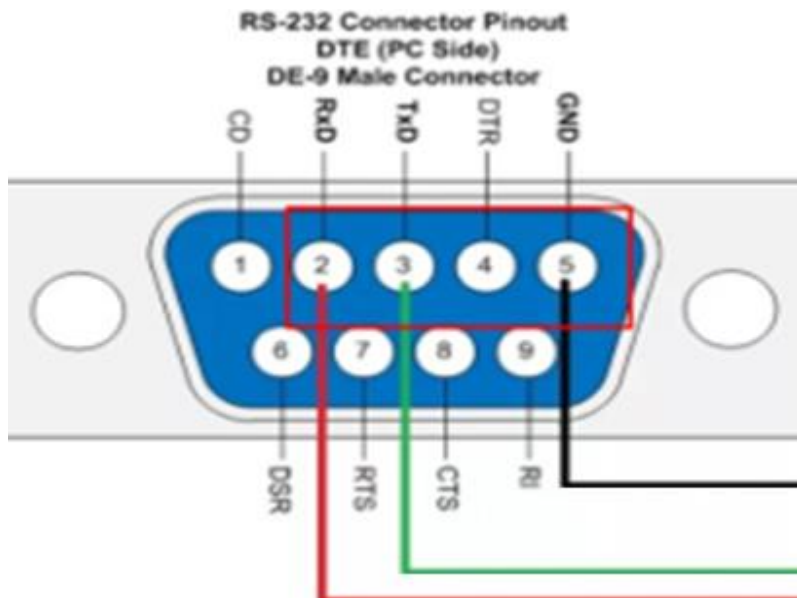 RS-232 Connector Pinout
DTE (PC Side)
DE-9 Male Connector
CD RxD TxD DTR GND
1 2 3 4 5
6 7 8 9
DSR RTS CTS RI